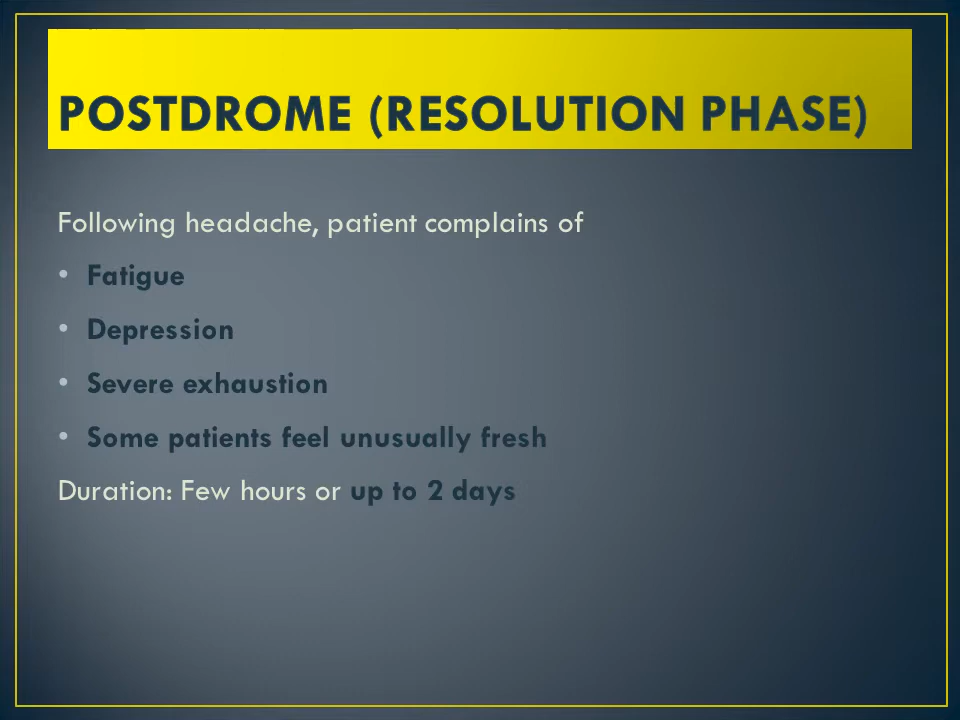 POSTDROME (RESOLUTION PHASE)
Following headache, patient complains of
• Fatigue
• Depression
• Severe exhaustion
• Some patients feel unusually fresh
Duration: Few hours or up to 2 days